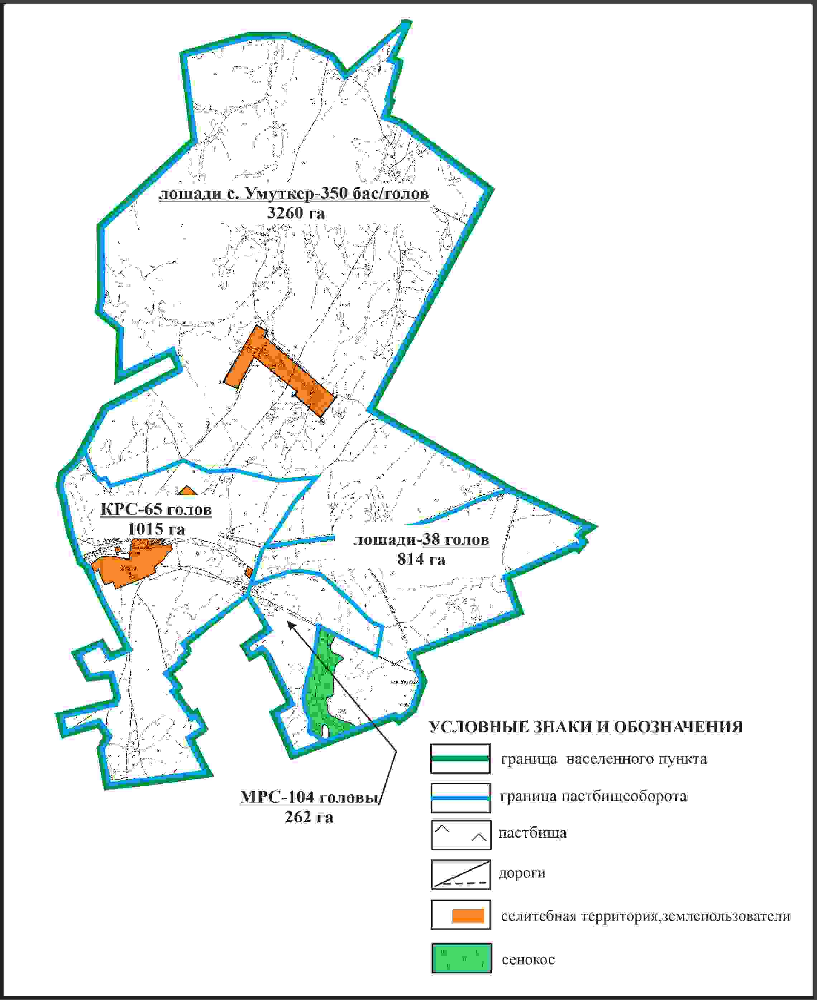 лошади с. Умуткер-350 бас/голов
3260 га
КРС-65 голов
1015 га
лошади-38 голов
814 га
МРС-104 головы
262 га
УСЛОВНЫЕ ЗНАКИ И ОБОЗНАЧЕНИЯ
граница населенного пункта
граница пастбищеоборота
пастбища
дороги
селитебная территория,землепользователи
сенокос